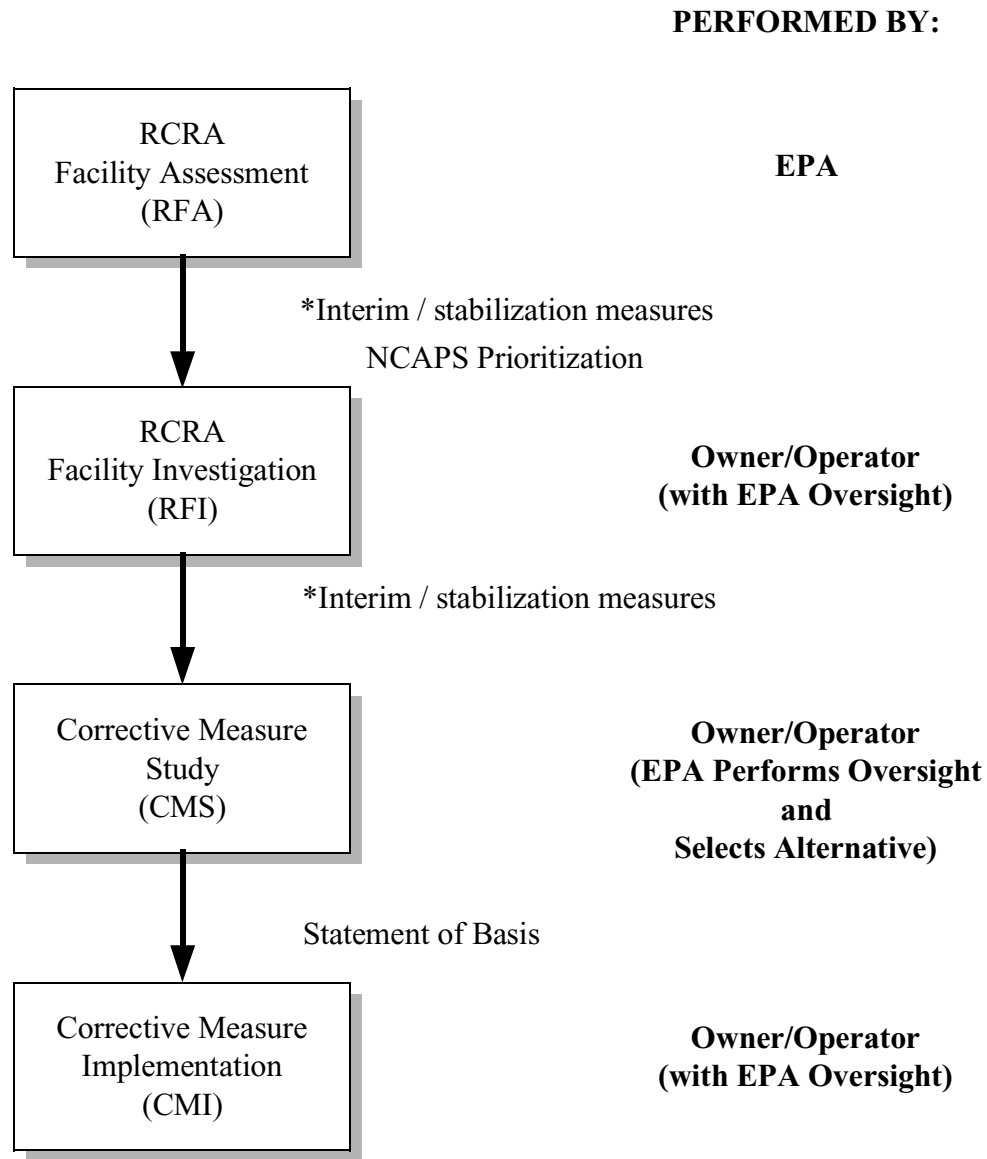 PERFORMED BY:
RCRA
Facility Assessment
(RFA)
EPA
*Interim / stabilization measures
NCAPS Prioritization
RCRA
Facility Investigation
(RFI)
Owner/Operator
(with EPA Oversight)
*Interim / stabilization measures
Corrective Measure
Study
(CMS)
Owner/Operator
(EPA Performs Oversight
and
Selects Alternative)
Statement of Basis
Corrective Measure
Implementation
(CMI)
Owner/Operator
(with EPA Oversight)